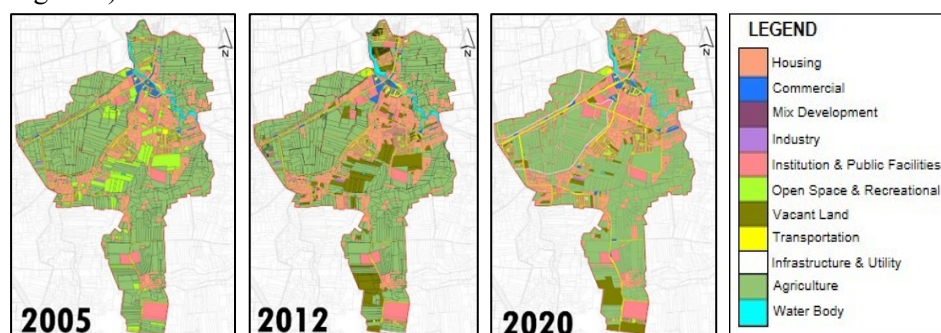 N
N
N
2005
2012
2020
LEGEND
Housing
Commercial
Mix Development
Industry
Institution & Public Facilities
Open Space & Recreational
Vacant Land
Transportation
Infrastructure & Utility
Agriculture
Water Body